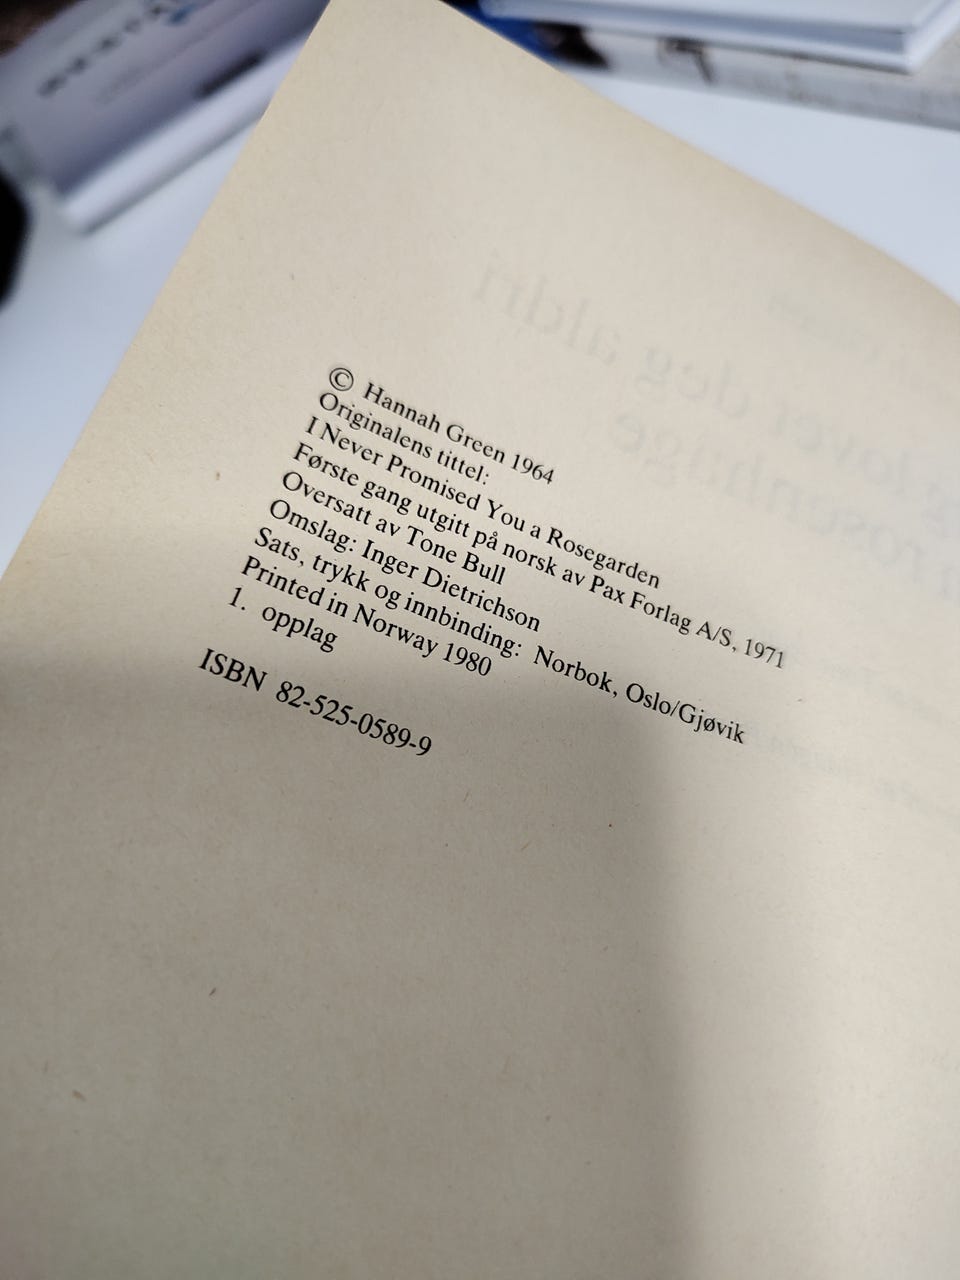 © Hannah Green 1964
Originalens tittel:
I Never Promised You a Rosegarden
Første gang utgitt på norsk av Pax Forlag A/S, 1971
Oversatt av Tone Bull
Omslag: Inger Dietrichson
Sats, trykk og innbinding: Norbok, Oslo/Gjøvik
Printed in Norway 1980
1. opplag
ISBN 82-525-0589-9